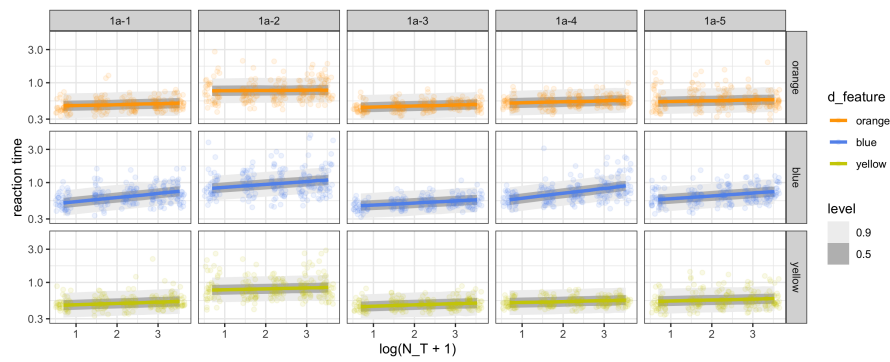 1a-1 1a-2 1a-3 1a-4 1a-5
3.0
1.0
0.3
orange
3.0
1.0
0.3
blue
3.0
1.0
0.3
yellow
reaction time
1 2 3 1 2 3 1 2 3 1 2 3 1 2 3
log(N_T + 1)
d_feature
orange
blue
yellow
level
0.9
0.5